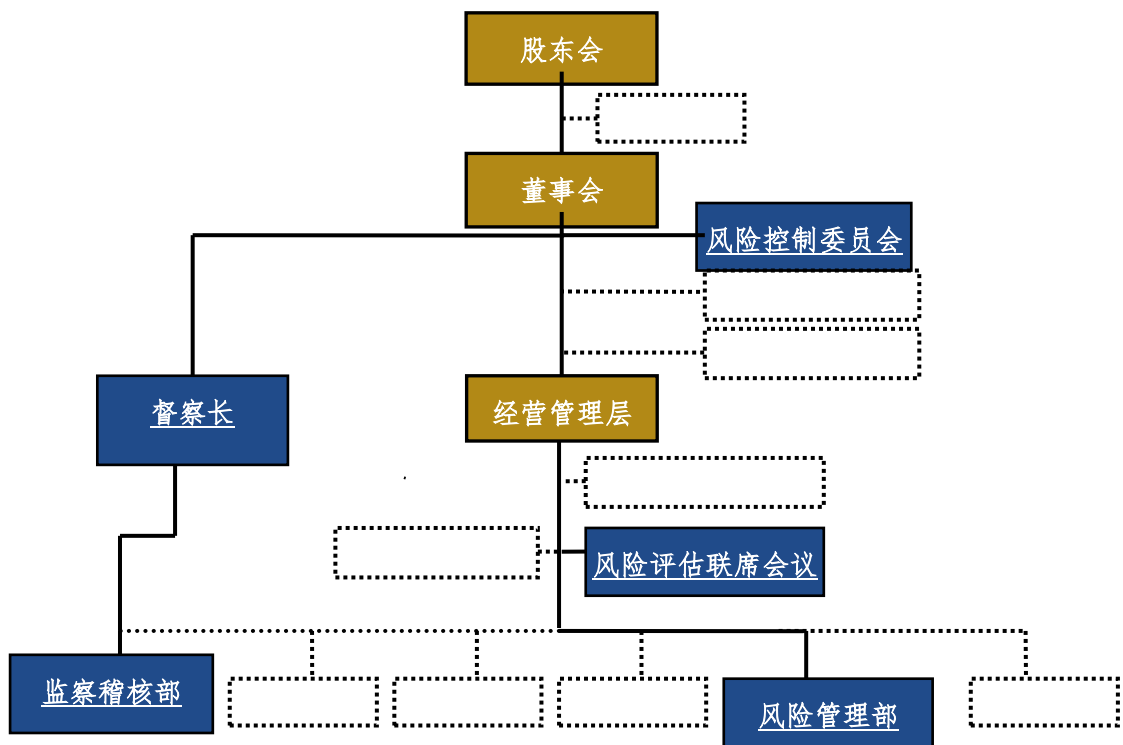 股东会
董事会
风险控制委员会
督察长
经营管理层
风险评估联席会议
监察稽核部
风险管理部